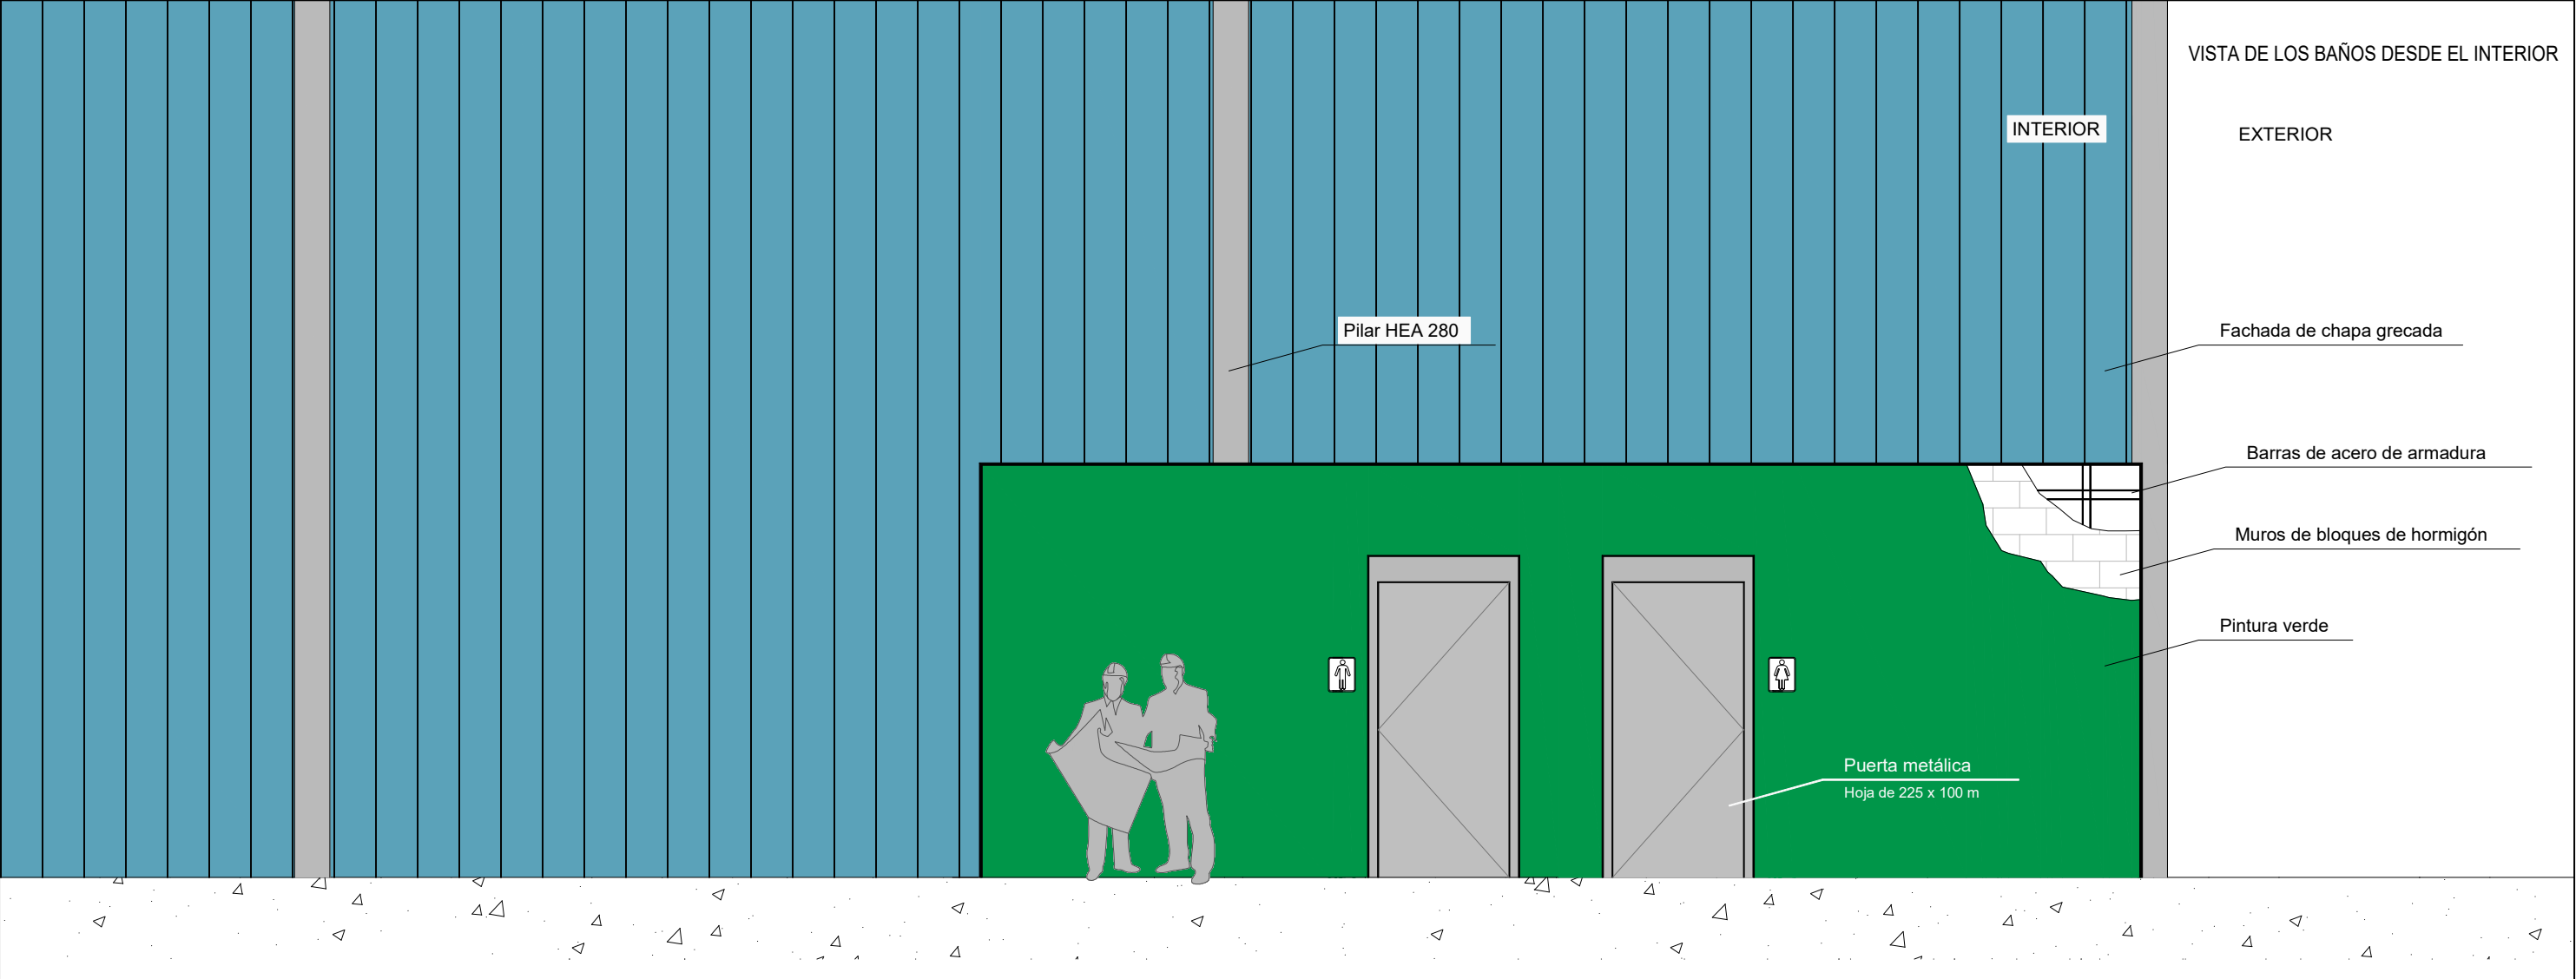 VISTA DE LOS BAÑOS DESDE EL INTERIOR
INTERIOR
EXTERIOR
Pilar HEA 280
Fachada de chapa grecada
Barras de acero de armadura
Muros de bloques de hormigón
Pintura verde
Puerta metálica
Hoja de 225 x 100 m